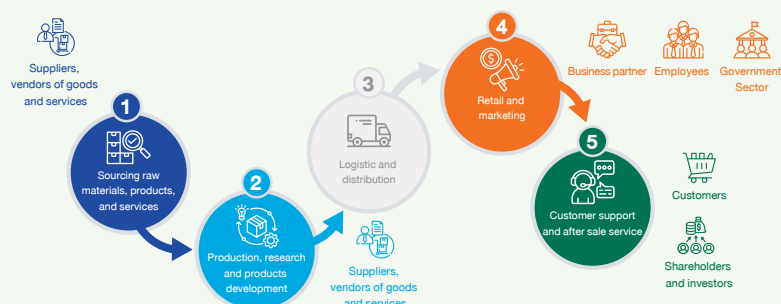 Suppliers,
vendors of goods
and services
1
Sourcing raw
materials, products,
and services
2
Production, research
and products
development
Suppliers,
vendors of goods
and services
3
Logistic and
distribution
4
$
Retail and
marketing
Business partner
Employees
Government
Sector
5
Customer support
and after sale service
Customers
Shareholders
and investors